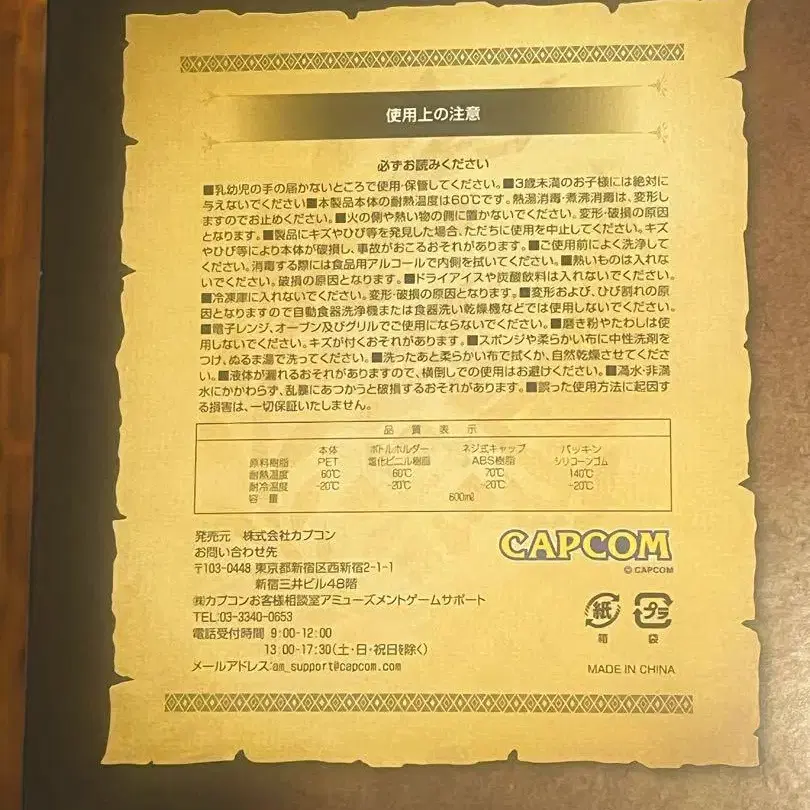 使用上の注意
必ずお読みください
■乳幼児の手の届かないところで使用・保管してください。■3歳未満のお子様には絶対に
与えないでください■本製品本体の耐熱温度は60℃です。熱湯消毒・煮沸消毒は、変形し
ますのでお止めください。■火の側や熱い物の側に置かないでください。変形・破損の原因
となります。■製品にキズやひび等を発見した場合、ただちに使用を中止してください。キズ
やひび等により本体が破損し、事故がおこるおそれがあります。■ご使用前によく洗浄して
ください。消毒する際には食品用アルコールで内側を拭いてください。■熱いものは入れな
いでください。破損の原因となります。■ドライアイスや炭酸飲料は入れないでください。
■冷凍庫に入れないでください。変形・破損の原因となります。■変形および、ひび割れの原
因となりますので自動食器洗浄機または食器洗い乾燥機などでは使用しないでください。
■電子レンジ、オーブン及びグリルでご使用にならないでください。■磨き粉やたわしは使
用しないでください。キズが付くおそれがあります。■スポンジや柔らかい布に中性洗剤を
つけ、ぬるま湯で洗ってください。■洗ったあと柔らかい布で拭くか、自然乾燥させてくださ
い。■液体が漏れるおそれがありますので、横倒しでの使用はお避けください。■満水・非満
水にかかわらず、乱暴にあつかうと破損するおそれがあります。■誤った使用方法に起因す
る損害は、一切保証いたしません。
品質表示
本体 ボトルホルダー ネジ式キャップ パッキン
原料樹脂 PET 塩化ビニル樹脂 ABS樹脂 シリコーンゴム
耐熱温度 60℃ 60℃ 70℃ 140℃
耐冷温度 -20℃ -20℃ -20℃ -20℃
容量 600ml
発売元 株式会社カプコン
お問い合わせ先
〒103-0448 東京都新宿区西新宿2-1-1
新宿三井ビル48階
㈱カプコンお客様相談室アミューズメントゲームサポート
TEL:03-3340-0653
電話受付時間 9:00-12:00
13:00-17:30(土・日・祝日を除く)
メールアドレス:am_support@capcom.com
CAPCOM
©CAPCOM
紙 プラ
箱 袋
MADE IN CHINA